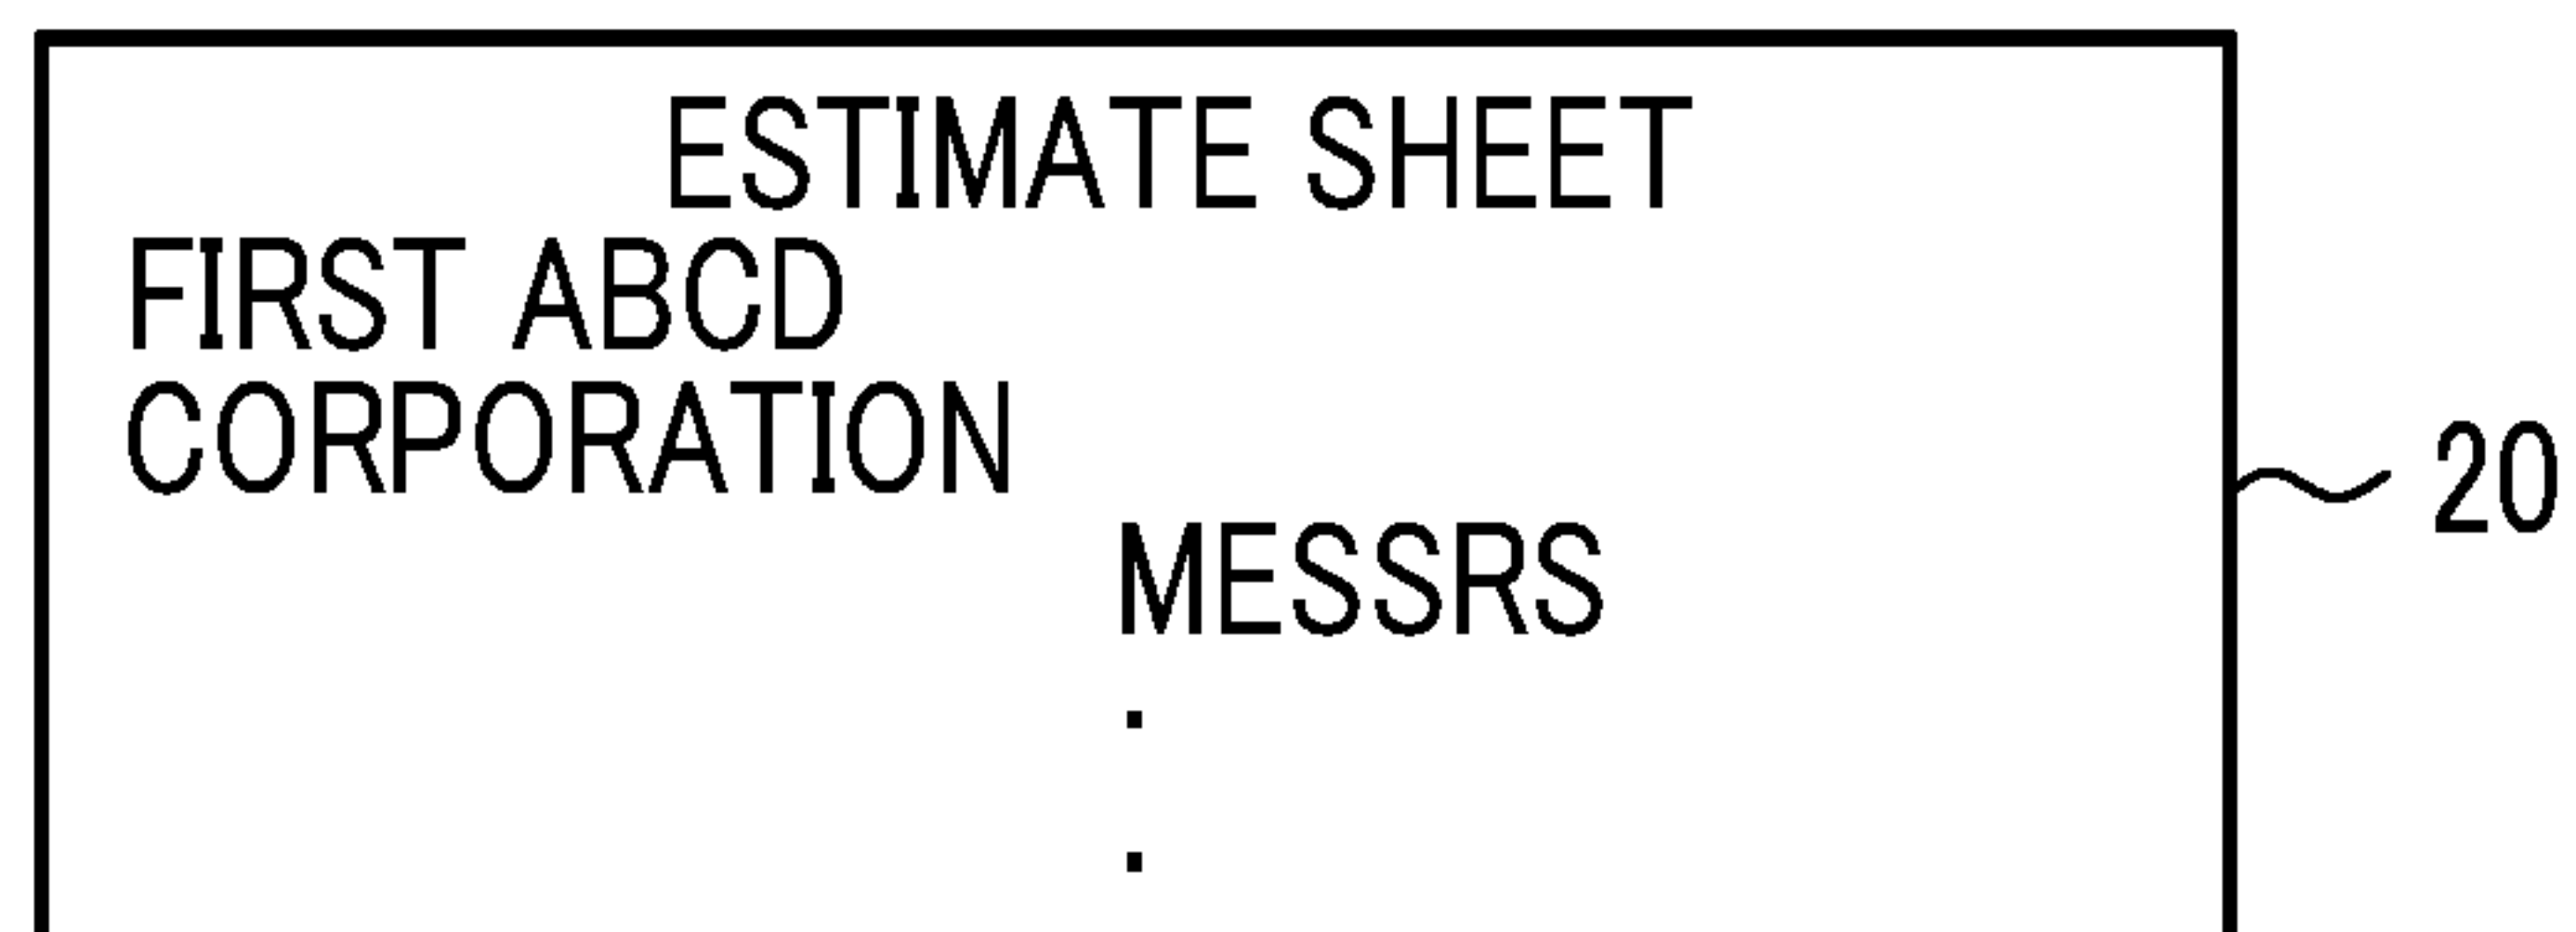 ESTIMATE SHEET
FIRST ABCD
CORPORATION
20
MESSRS
.
.